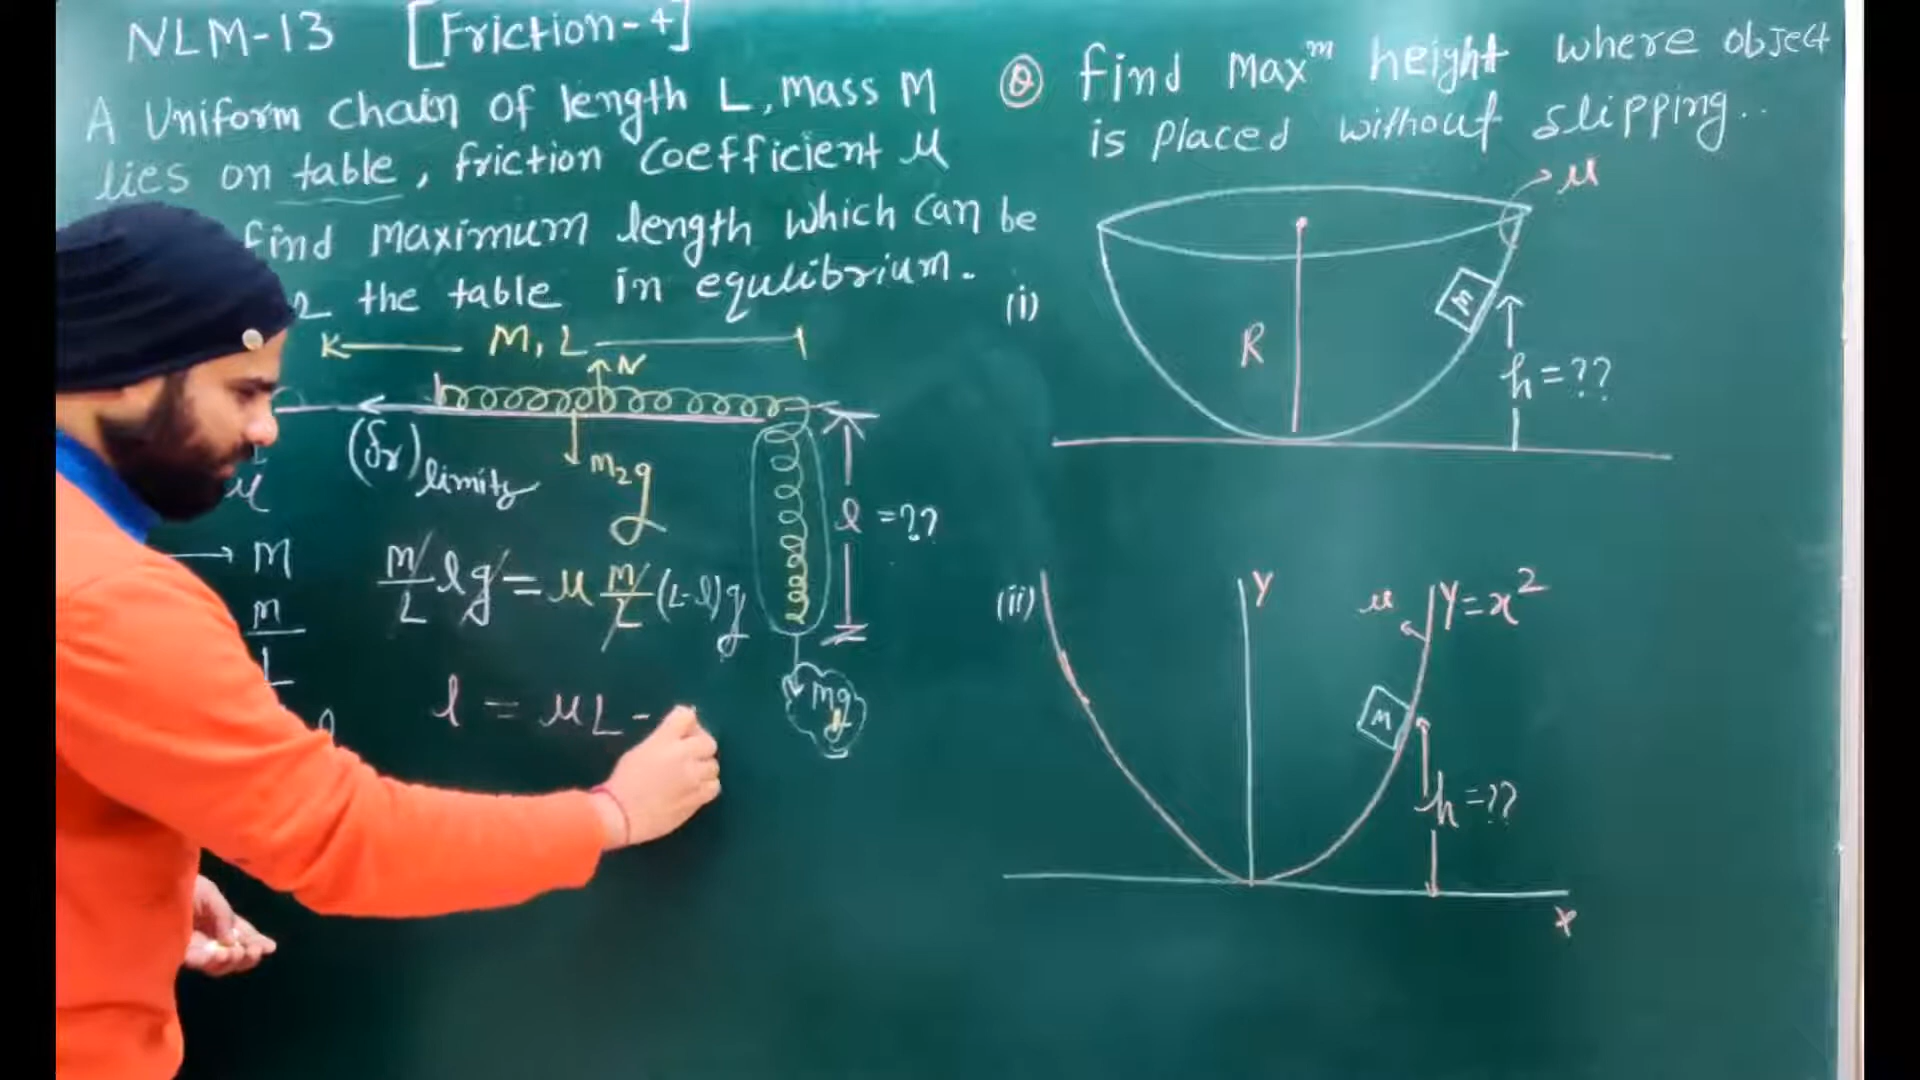 NLM-13 [Friction-4]
A Uniform chain of length L, mass M
lies on table, friction coefficient μ
find maximum length which can be
the table in equlibrium.
M, L
N
(fr)limity
m2g
l =??
μ
M
m/L
m/L lg = μ m/L (L-l)g
l = μL -
Mg
Q find Maxm height where object
is placed without slipping..
μ
(i)
M
R
h=??
(ii)
Y
μ
Y=x²
M
h=??
x